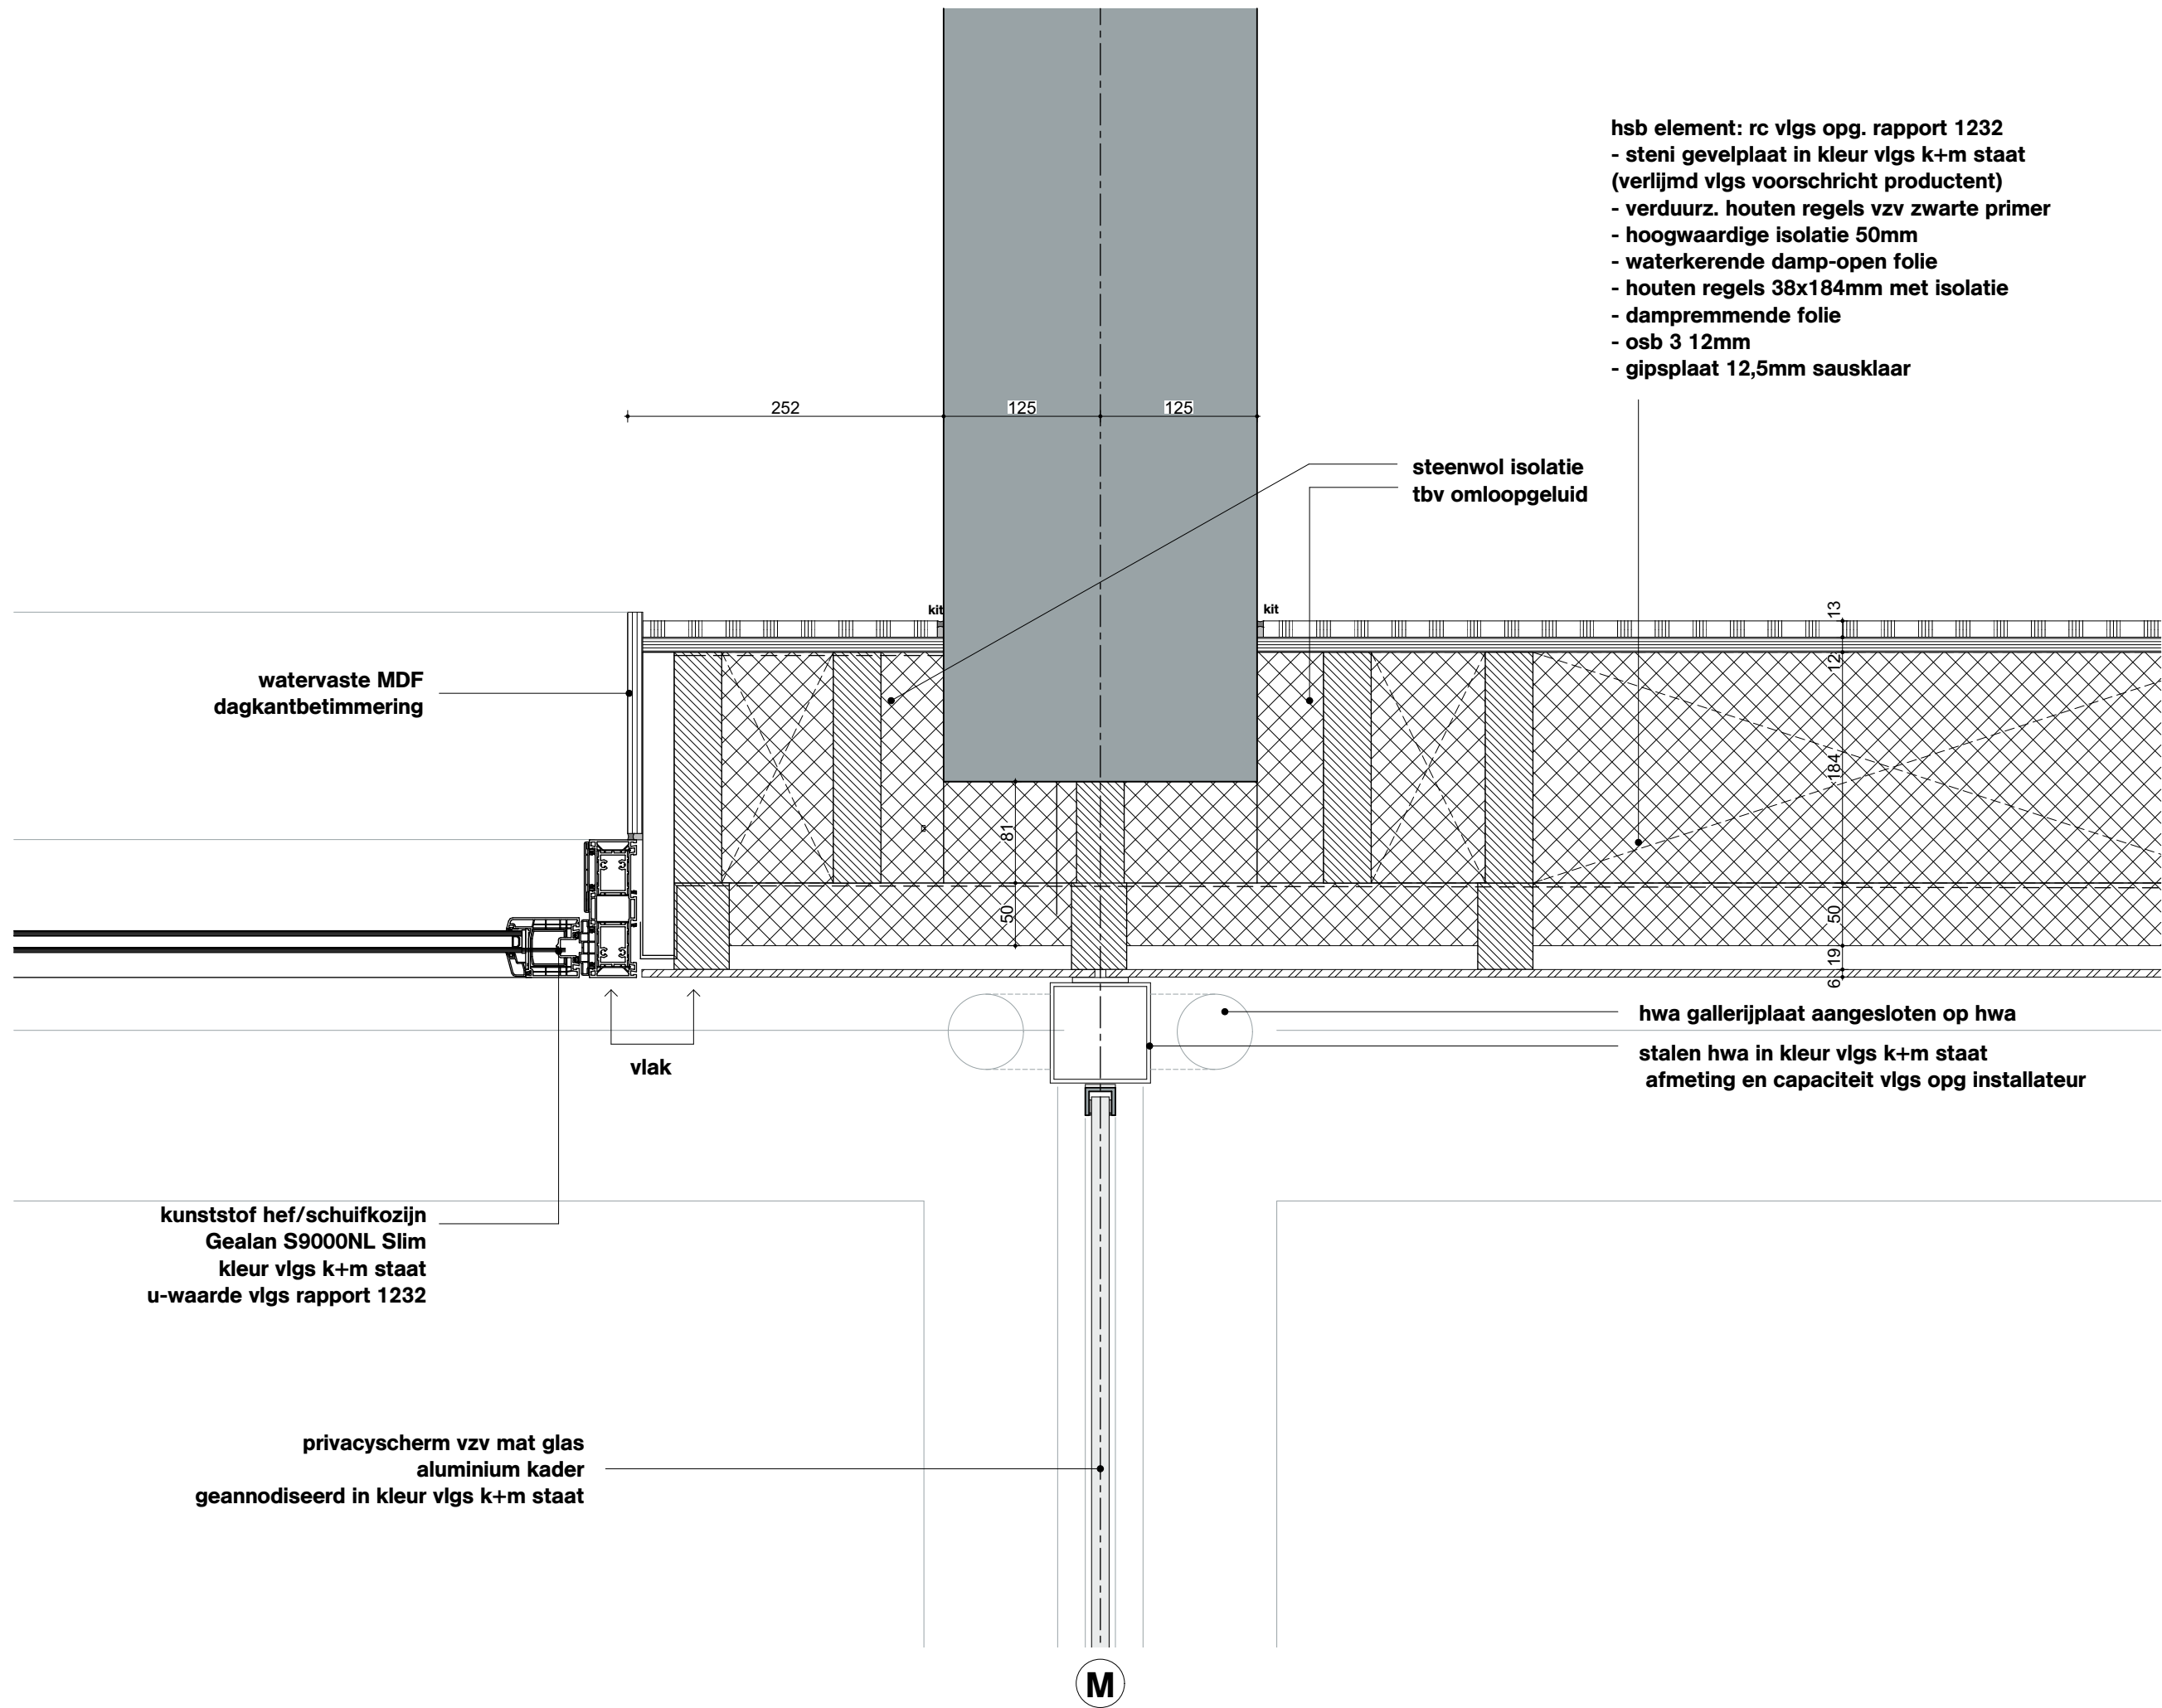 hsb element: rc vlgs opg. rapport 1232
- steni gevelplaat in kleur vlgs k+m staat
(verlijmd vlgs voorschricht productent)
- verduurz. houten regels vzv zwarte primer
- hoogwaardige isolatie 50mm
- waterkerende damp-open folie
- houten regels 38x184mm met isolatie
- dampremmende folie
- osb 3 12mm
- gipsplaat 12,5mm sausklaar
252
125
125
steenwol isolatie
tbv omloopgeluid
kit
kit
13
12
184
50
19
6
81
50
watervaste MDF
dagkantbetimmering
hwa gallerijplaat aangesloten op hwa
stalen hwa in kleur vlgs k+m staat
afmeting en capaciteit vlgs opg installateur
vlak
kunststof hef/schuifkozijn
Gealan S9000NL Slim
kleur vlgs k+m staat
u-waarde vlgs rapport 1232
privacyscherm vzv mat glas
aluminium kader
geannodiseerd in kleur vlgs k+m staat
M